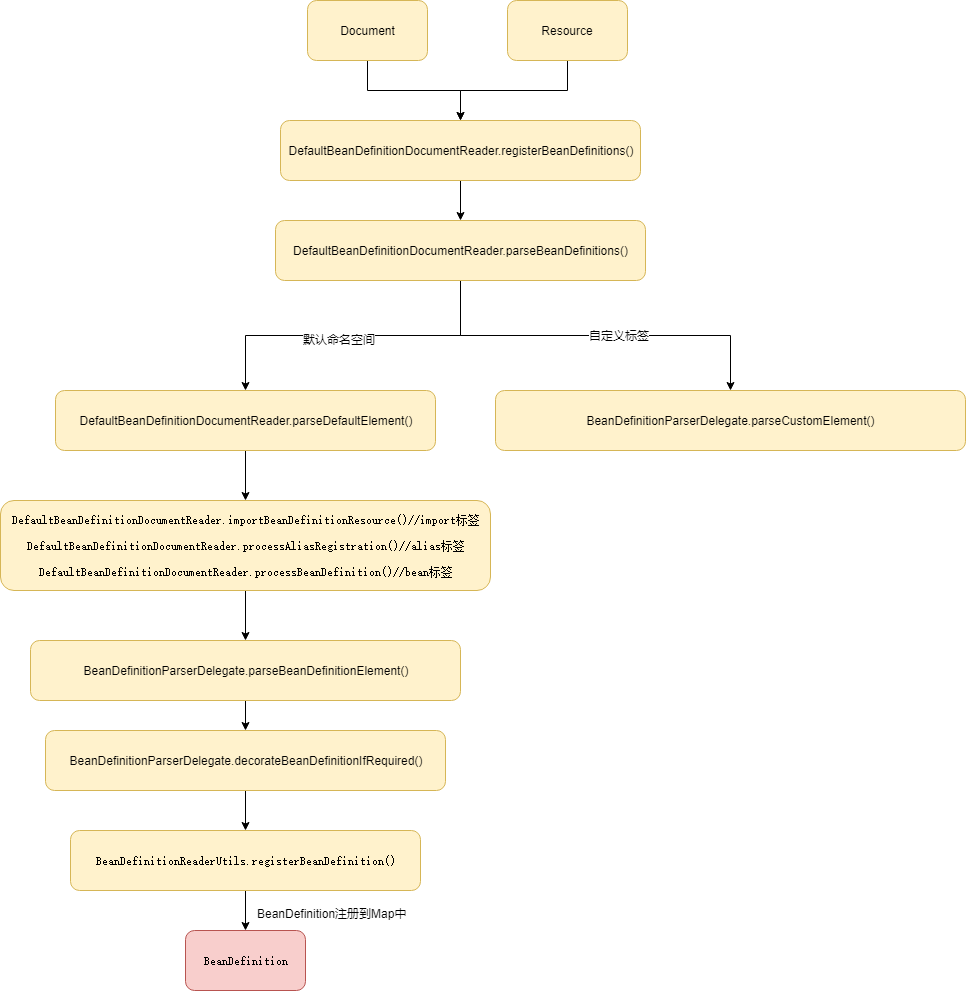 Document
Resource
DefaultBeanDefinitionDocumentReader.registerBeanDefinitions()
DefaultBeanDefinitionDocumentReader.parseBeanDefinitions()
默认命名空间
自定义标签
DefaultBeanDefinitionDocumentReader.parseDefaultElement()
BeanDefinitionParserDelegate.parseCustomElement()
DefaultBeanDefinitionDocumentReader.importBeanDefinitionResource()//import标签
DefaultBeanDefinitionDocumentReader.processAliasRegistration()//alias标签
DefaultBeanDefinitionDocumentReader.processBeanDefinition()//bean标签
BeanDefinitionParserDelegate.parseBeanDefinitionElement()
BeanDefinitionParserDelegate.decorateBeanDefinitionIfRequired()
BeanDefinitionReaderUtils.registerBeanDefinition()
BeanDefinition注册到Map中
BeanDefinition